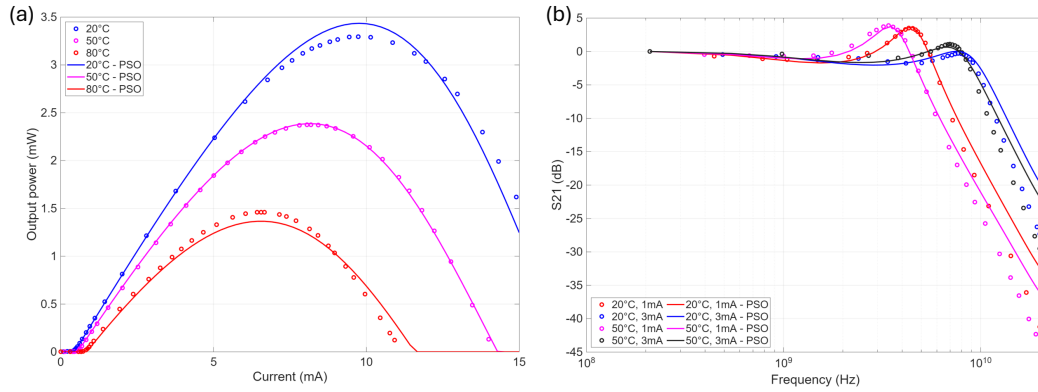 (a)
3.5
3
2.5
2
1.5
1
0.5
0
0
5
10
15
Output power (mW)
Current (mA)
20°C
50°C
80°C
20°C - PSO
50°C - PSO
80°C - PSO
(b)
5
0
-5
-10
-15
-20
-25
-30
-35
-40
-45
10⁸
10⁹
10¹⁰
S21 (dB)
Frequency (Hz)
20°C, 1mA
20°C, 3mA
50°C, 1mA
50°C, 3mA
20°C, 1mA - PSO
20°C, 3mA - PSO
50°C, 1mA - PSO
50°C, 3mA - PSO